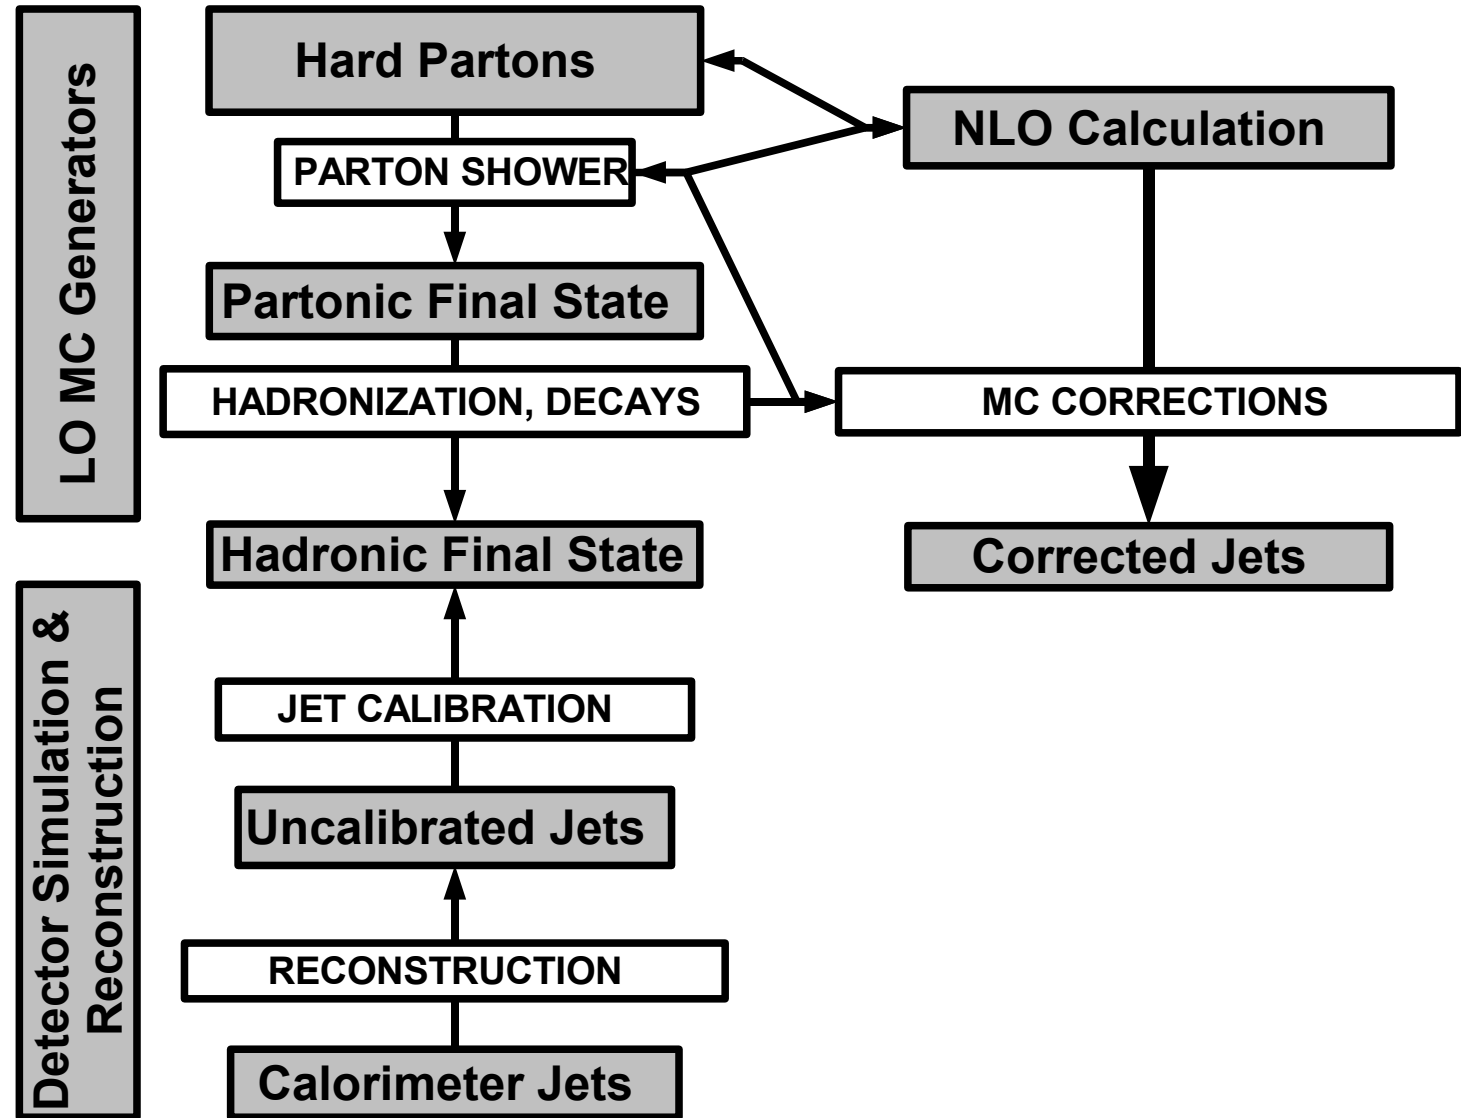 LO MC Generators
Hard Partons
NLO Calculation
PARTON SHOWER
Partonic Final State
HADRONIZATION, DECAYS
MC CORRECTIONS
Hadronic Final State
Corrected Jets
Detector Simulation &
Reconstruction
JET CALIBRATION
Uncalibrated Jets
RECONSTRUCTION
Calorimeter Jets